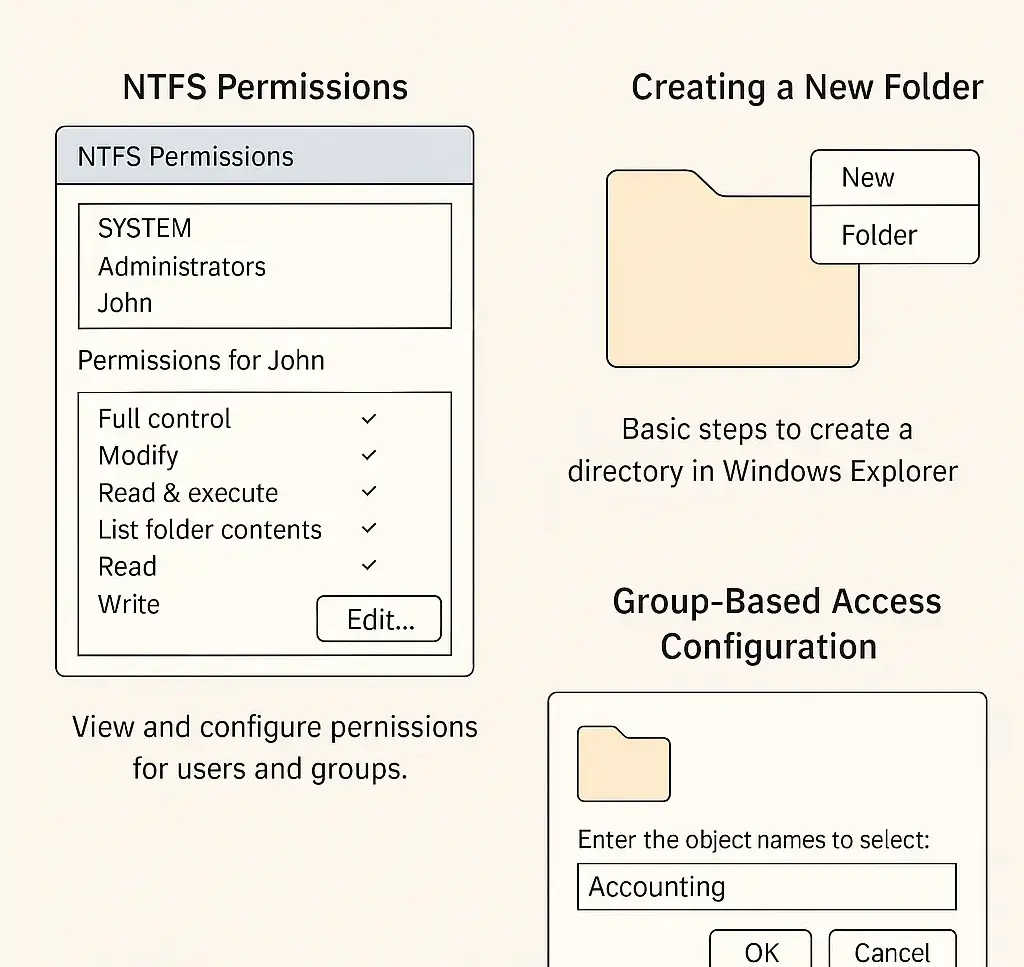 NTFS Permissions
NTFS Permissions
SYSTEM
Administrators
John
Permissions for John
Full control ✓
Modify ✓
Read & execute ✓
List folder contents ✓
Read ✓
Write
Edit...
View and configure pernissions
for users and groups.
Creating a New Folder
New
Folder
Basic steps to create a
directory in Windows Explorer
Group-Based Access
Configuration
Enter the object names to select:
Accounting
OK
Cancel